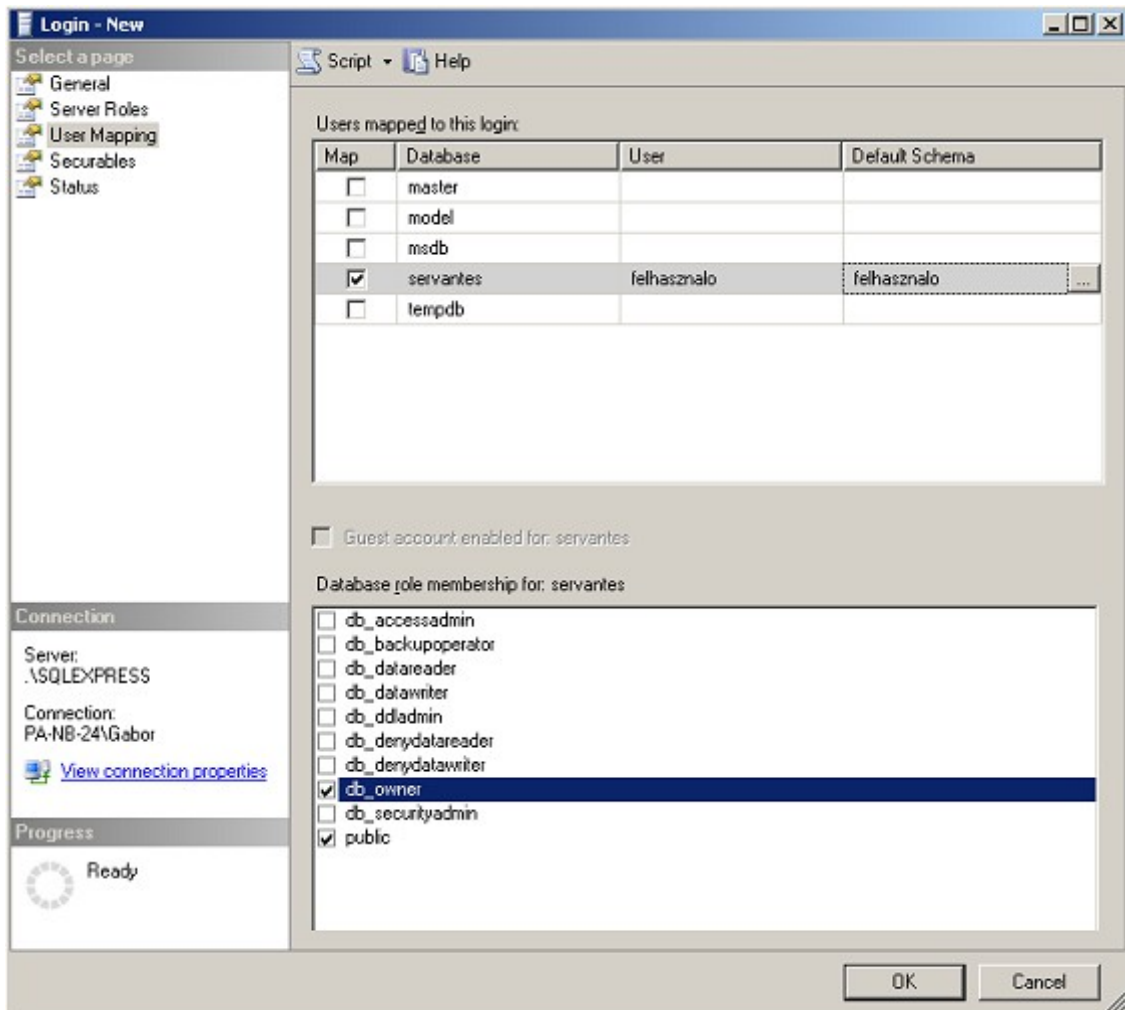 Login - New
Select a page
General
Server Roles
User Mapping
Securables
Status
Script Help
Users mapped to this login:
Map Database User Default Schema
master
model
msdb
servantes felhasznalo felhasznalo ...
tempdb
Guest account enabled for: servantes
Database role membership for: servantes
db_accessadmin
db_backupoperator
db_datareader
db_datawriter
db_ddladmin
db_denydatareader
db_denydatawriter
db_owner
db_securityadmin
public
Connection
Server:
.\SQLEXPRESS
Connection:
PA-NB-24\Gabor
View connection properties
Progress
Ready
OK Cancel